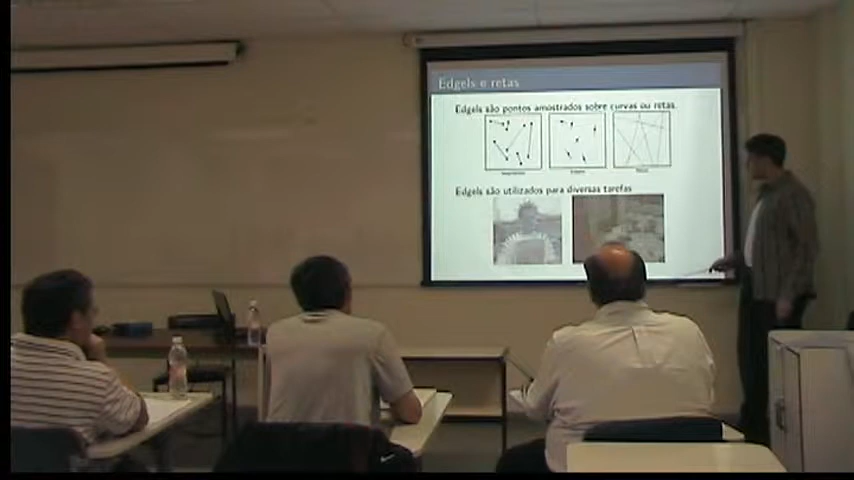 Edgels e retas
Edgels são pontos amostrados sobre curvas ou retas.
Edgels são utilizados para diversas tarefas